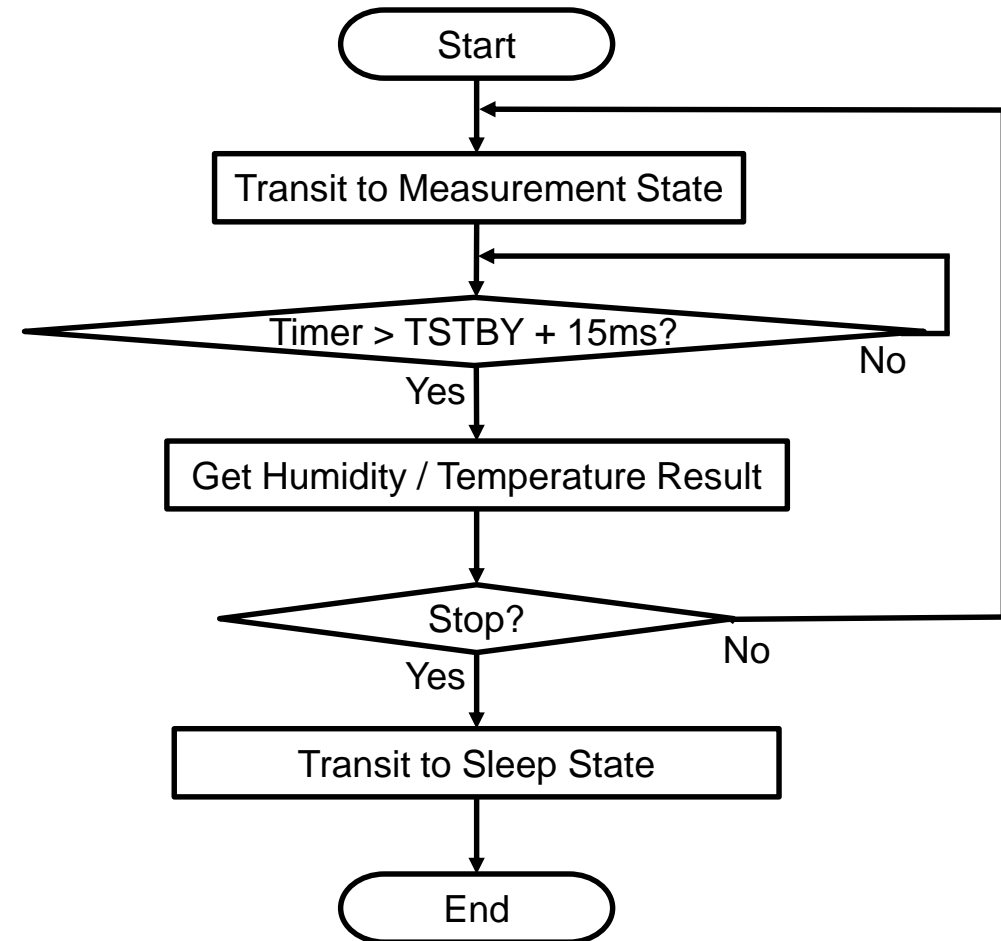 Start
Transit to Measurement State
Timer > TSTBY + 15ms?
No
Yes
Get Humidity / Temperature Result
Stop?
No
Yes
Transit to Sleep State
End